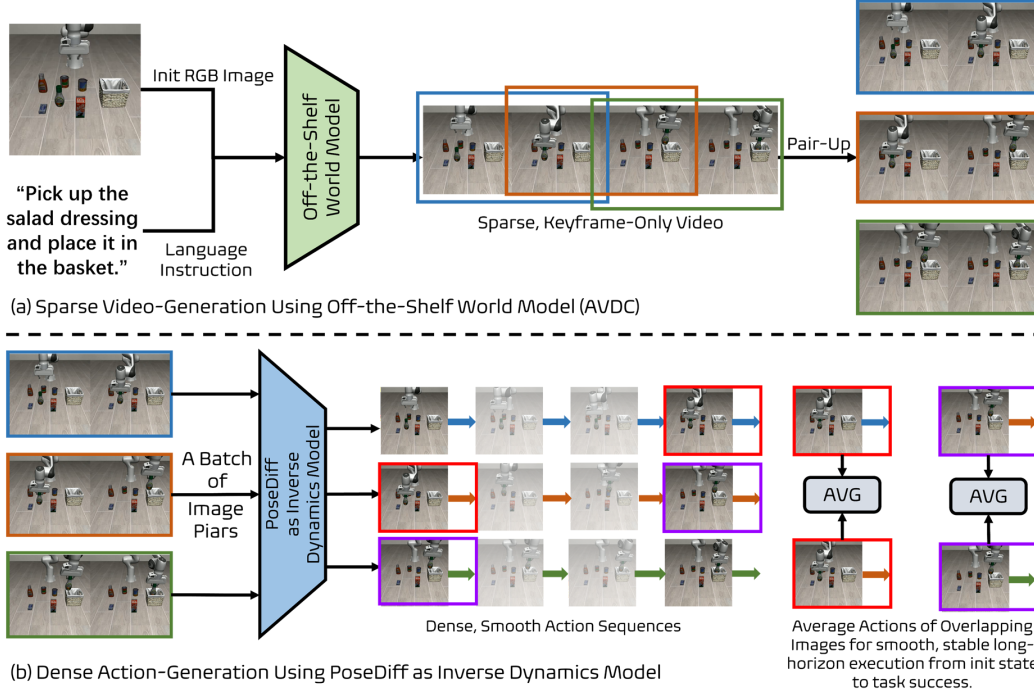 Init RGB Image
"Pick up the
salad dressing
and place it in
the basket."
Language
Instruction
Off-the-Shelf
World Model
Sparse, Keyframe-Only Video
Pair-Up
(a) Sparse Video-Generation Using Off-the-Shelf World Model (AVDC)
A Batch
of
Image
Piars
PoseDiff
as Inverse
Dynamics Model
Dense, Smooth Action Sequences
AVG
AVG
Average Actions of Overlapping
Images for smooth, stable long-
horizon execution from init state
to task success.
(b) Dense Action-Generation Using PoseDiff as Inverse Dynamics Model